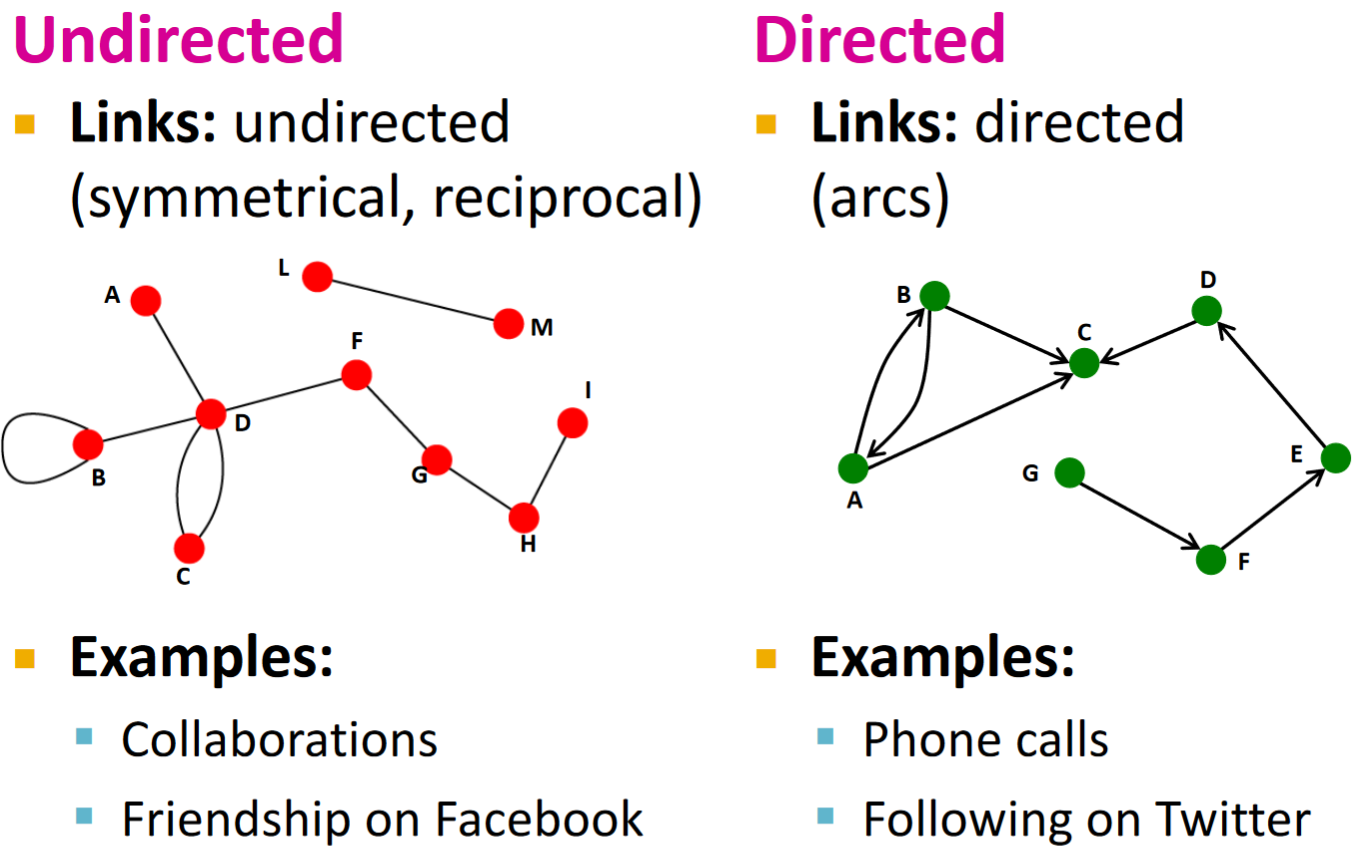 Undirected
Links: undirected
(symmetrical, reciprocal)
A
L
M
F
I
D
B
G
H
C
Examples:
Collaborations
Friendship on Facebook
Directed
Links: directed
(arcs)
B
D
C
E
G
A
F
Examples:
Phone calls
Following on Twitter